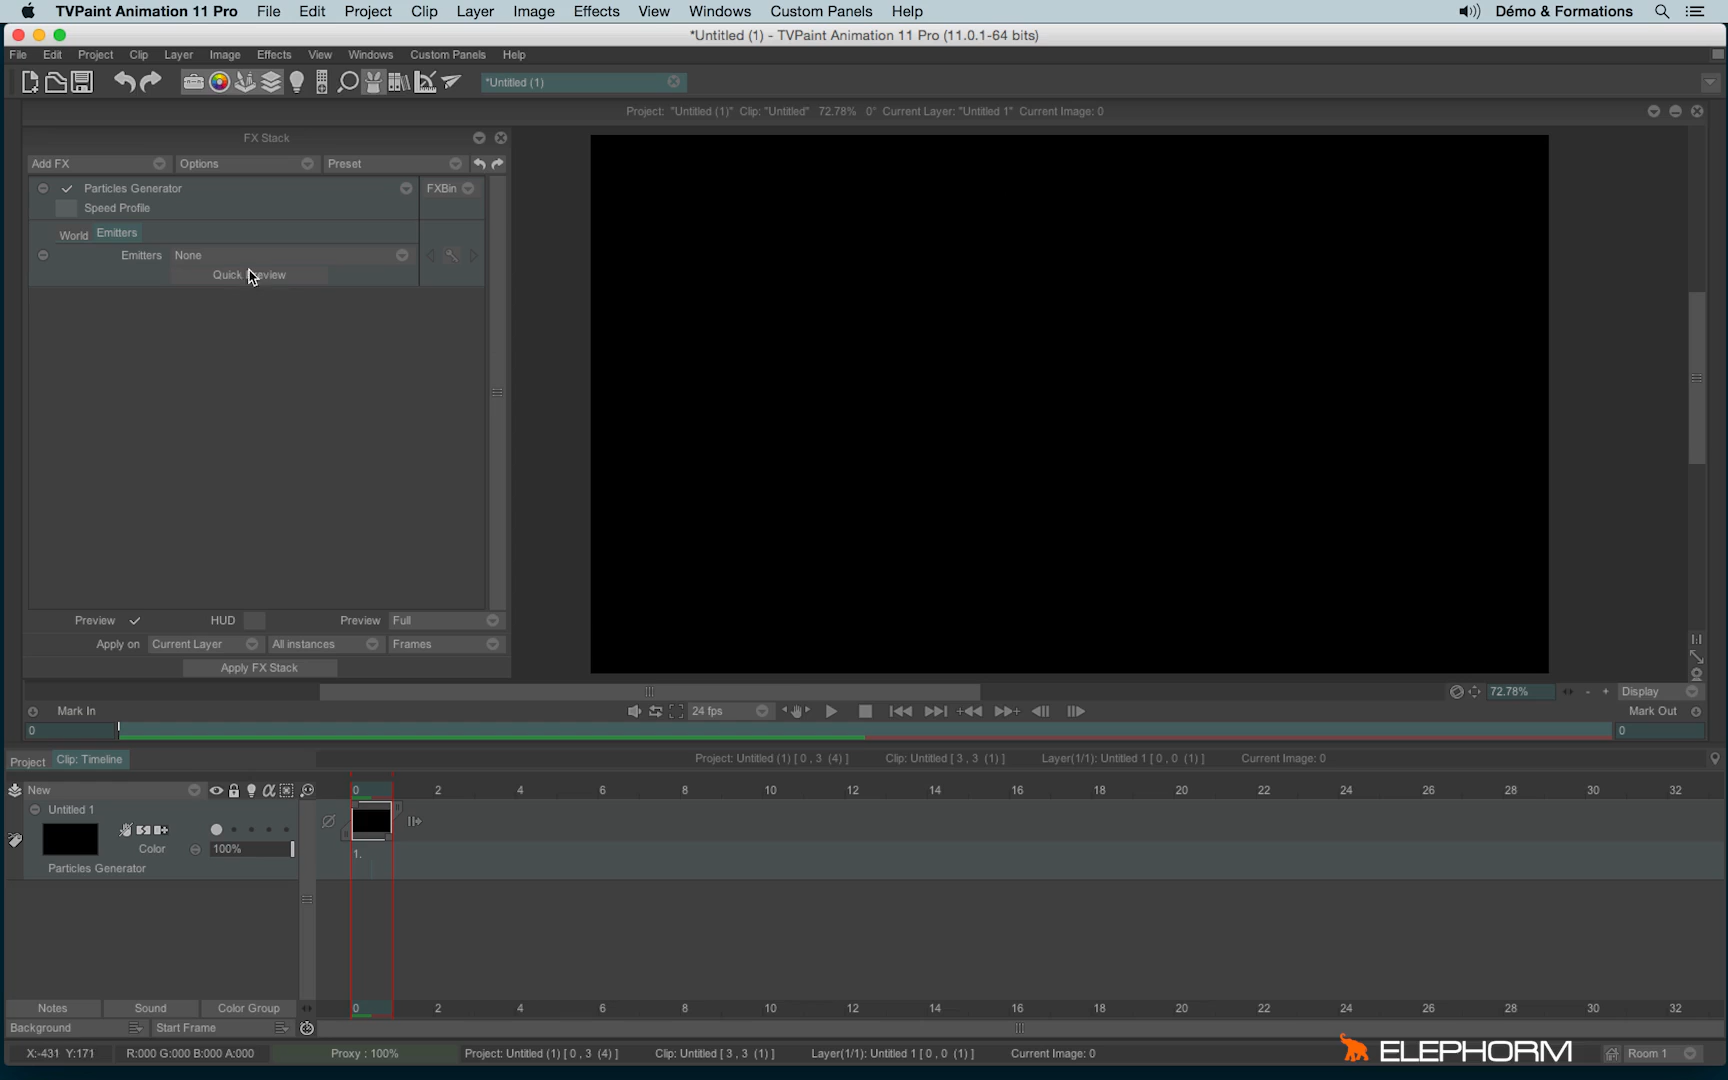 TVPaint Animation 11 Pro File Edit Project Clip Layer Image Effects View Windows Custom Panels Help Démo & Formations
*Untitled (1) - TVPaint Animation 11 Pro (11.0.1-64 bits)
File Edit Project Clip Layer Image Effects View Windows Custom Panels Help
*Untitled (1)
Project: "Untitled (1)" Clip: "Untitled" 72.78% 0° Current Layer: "Untitled 1" Current Image: 0
FX Stack
Add FX Options Preset
Particles Generator FXBin
Speed Profile
World Emitters
Emitters None
Quick Preview
Preview HUD Preview Full
Apply on Current Layer All instances Frames
Apply FX Stack
72.78% - + Display
Mark In 24 fps Mark Out
0 0
Project Clip: Timeline Project: Untitled (1) [ 0 , 3 (4) ] Clip: Untitled [ 3 , 3 (1) ] Layer(1/1): Untitled 1 [ 0 , 0 (1) ] Current Image: 0
New 0 2 4 6 8 10 12 14 16 18 20 22 24 26 28 30 32
Untitled 1
Color 100% 1.
Particles Generator
Notes Sound Color Group 0 2 4 6 8 10 12 14 16 18 20 22 24 26 28 30 32
Background Start Frame
X:-431 Y:171 R:000 G:000 B:000 A:000 Proxy : 100% Project: Untitled (1) [ 0 , 3 (4) ] Clip: Untitled [ 3 , 3 (1) ] Layer(1/1): Untitled 1 [ 0 , 0 (1) ] Current Image: 0 ELEPHORM Room 1